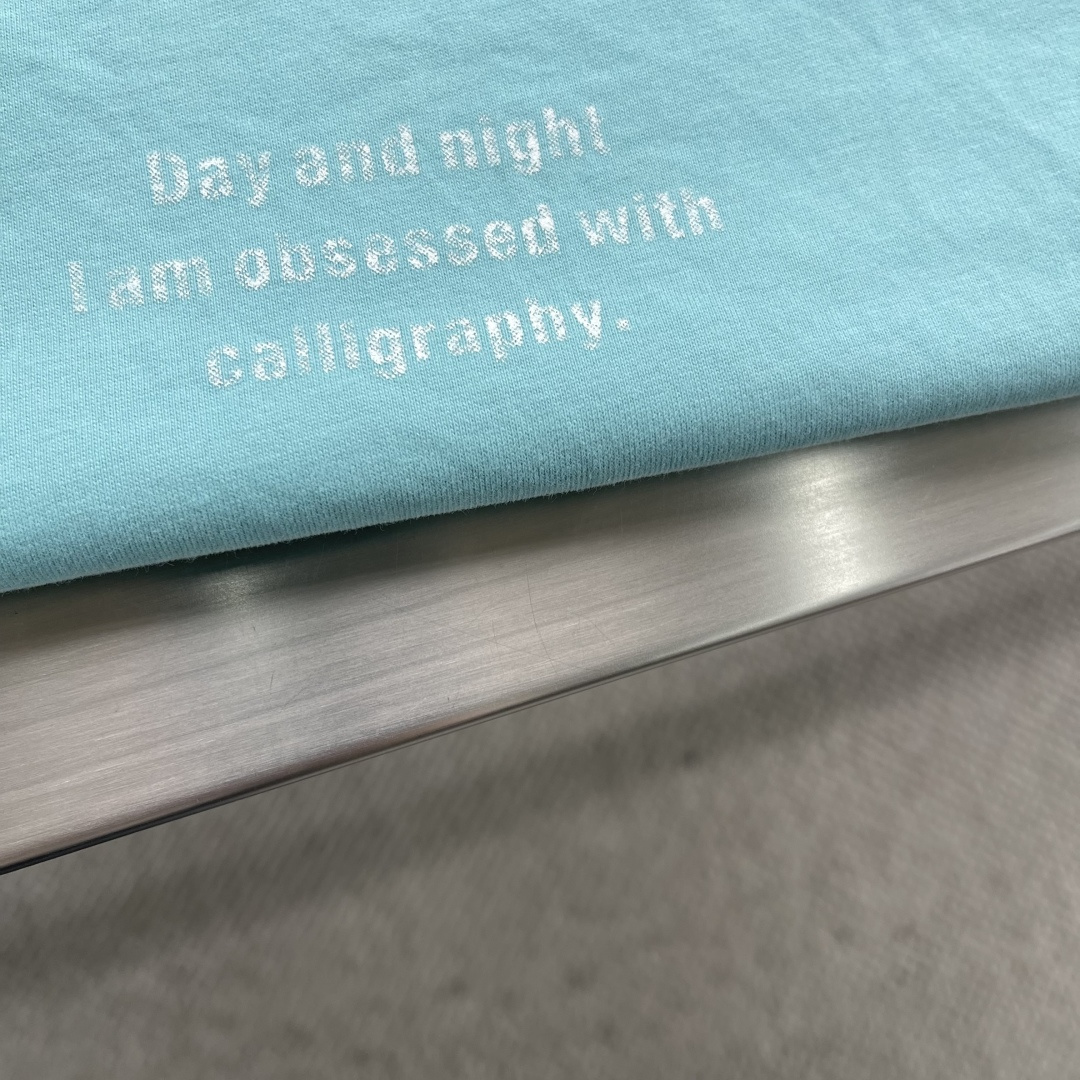 Day and night
I am obsessed with
calligraphy.